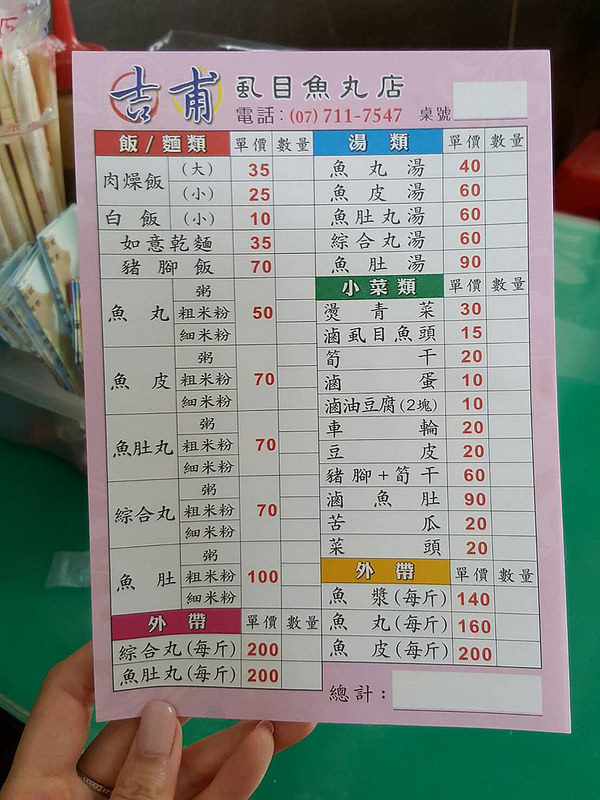 吉甫 虱目魚丸店
電話:(07) 711-7547 桌號
飯/麵類 單價 數量
肉燥飯 (大) 35
(小) 25
白飯 (小) 10
如意乾麵 35
豬腳飯 70
魚丸 粥 粗米粉 細米粉 50
魚皮 粥 粗米粉 細米粉 70
魚肚丸 粥 粗米粉 細米粉 70
綜合丸 粥 粗米粉 細米粉 70
魚肚 粥 粗米粉 細米粉 100
外帶 單價 數量
綜合丸(每斤) 200
魚肚丸(每斤) 200
湯類 單價 數量
魚丸湯 40
魚皮湯 60
魚肚丸湯 60
綜合丸湯 60
魚肚湯 90
小菜類 單價 數量
燙青菜 30
滷虱目魚頭 15
筍干 20
滷蛋 10
滷油豆腐(2塊) 10
車輪 20
豆皮 20
豬腳+筍干 60
滷魚肚 90
苦瓜 20
菜頭 20
外帶 單價 數量
魚漿(每斤) 140
魚丸(每斤) 160
魚皮(每斤) 200
總計: